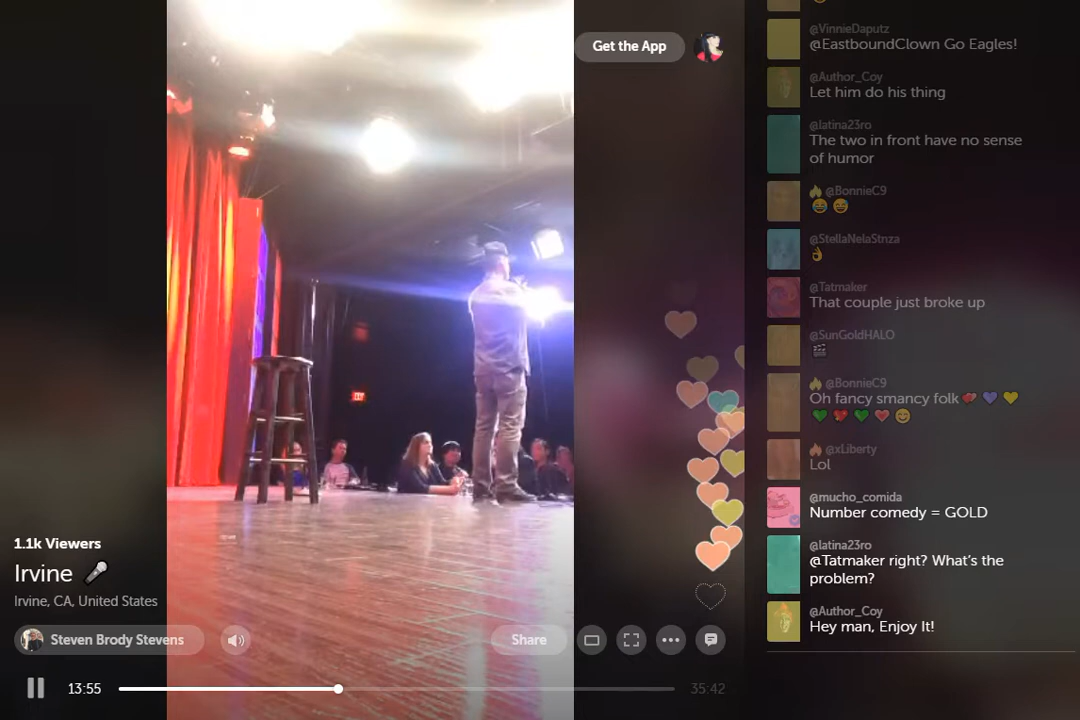 Get the App
@VinnieDaputz
@EastboundClown Go Eagles!
@Author_Coy
Let him do his thing
@latina23ro
The two in front have no sense
of humor
@BonnieC9
@StellaNelaStnza
@Tatmaker
That couple just broke up
@SunGoldHALO
@BonnieC9
Oh fancy smancy folk
@xLiberty
Lol
@mucho_comida
Number comedy = GOLD
@latina23ro
@Tatmaker right? What's the
problem?
@Author_Coy
Hey man, Enjoy It!
EXIT
1.1k Viewers
Irvine
Irvine, CA, United States
Steven Brody Stevens
Share
13:55
35:42